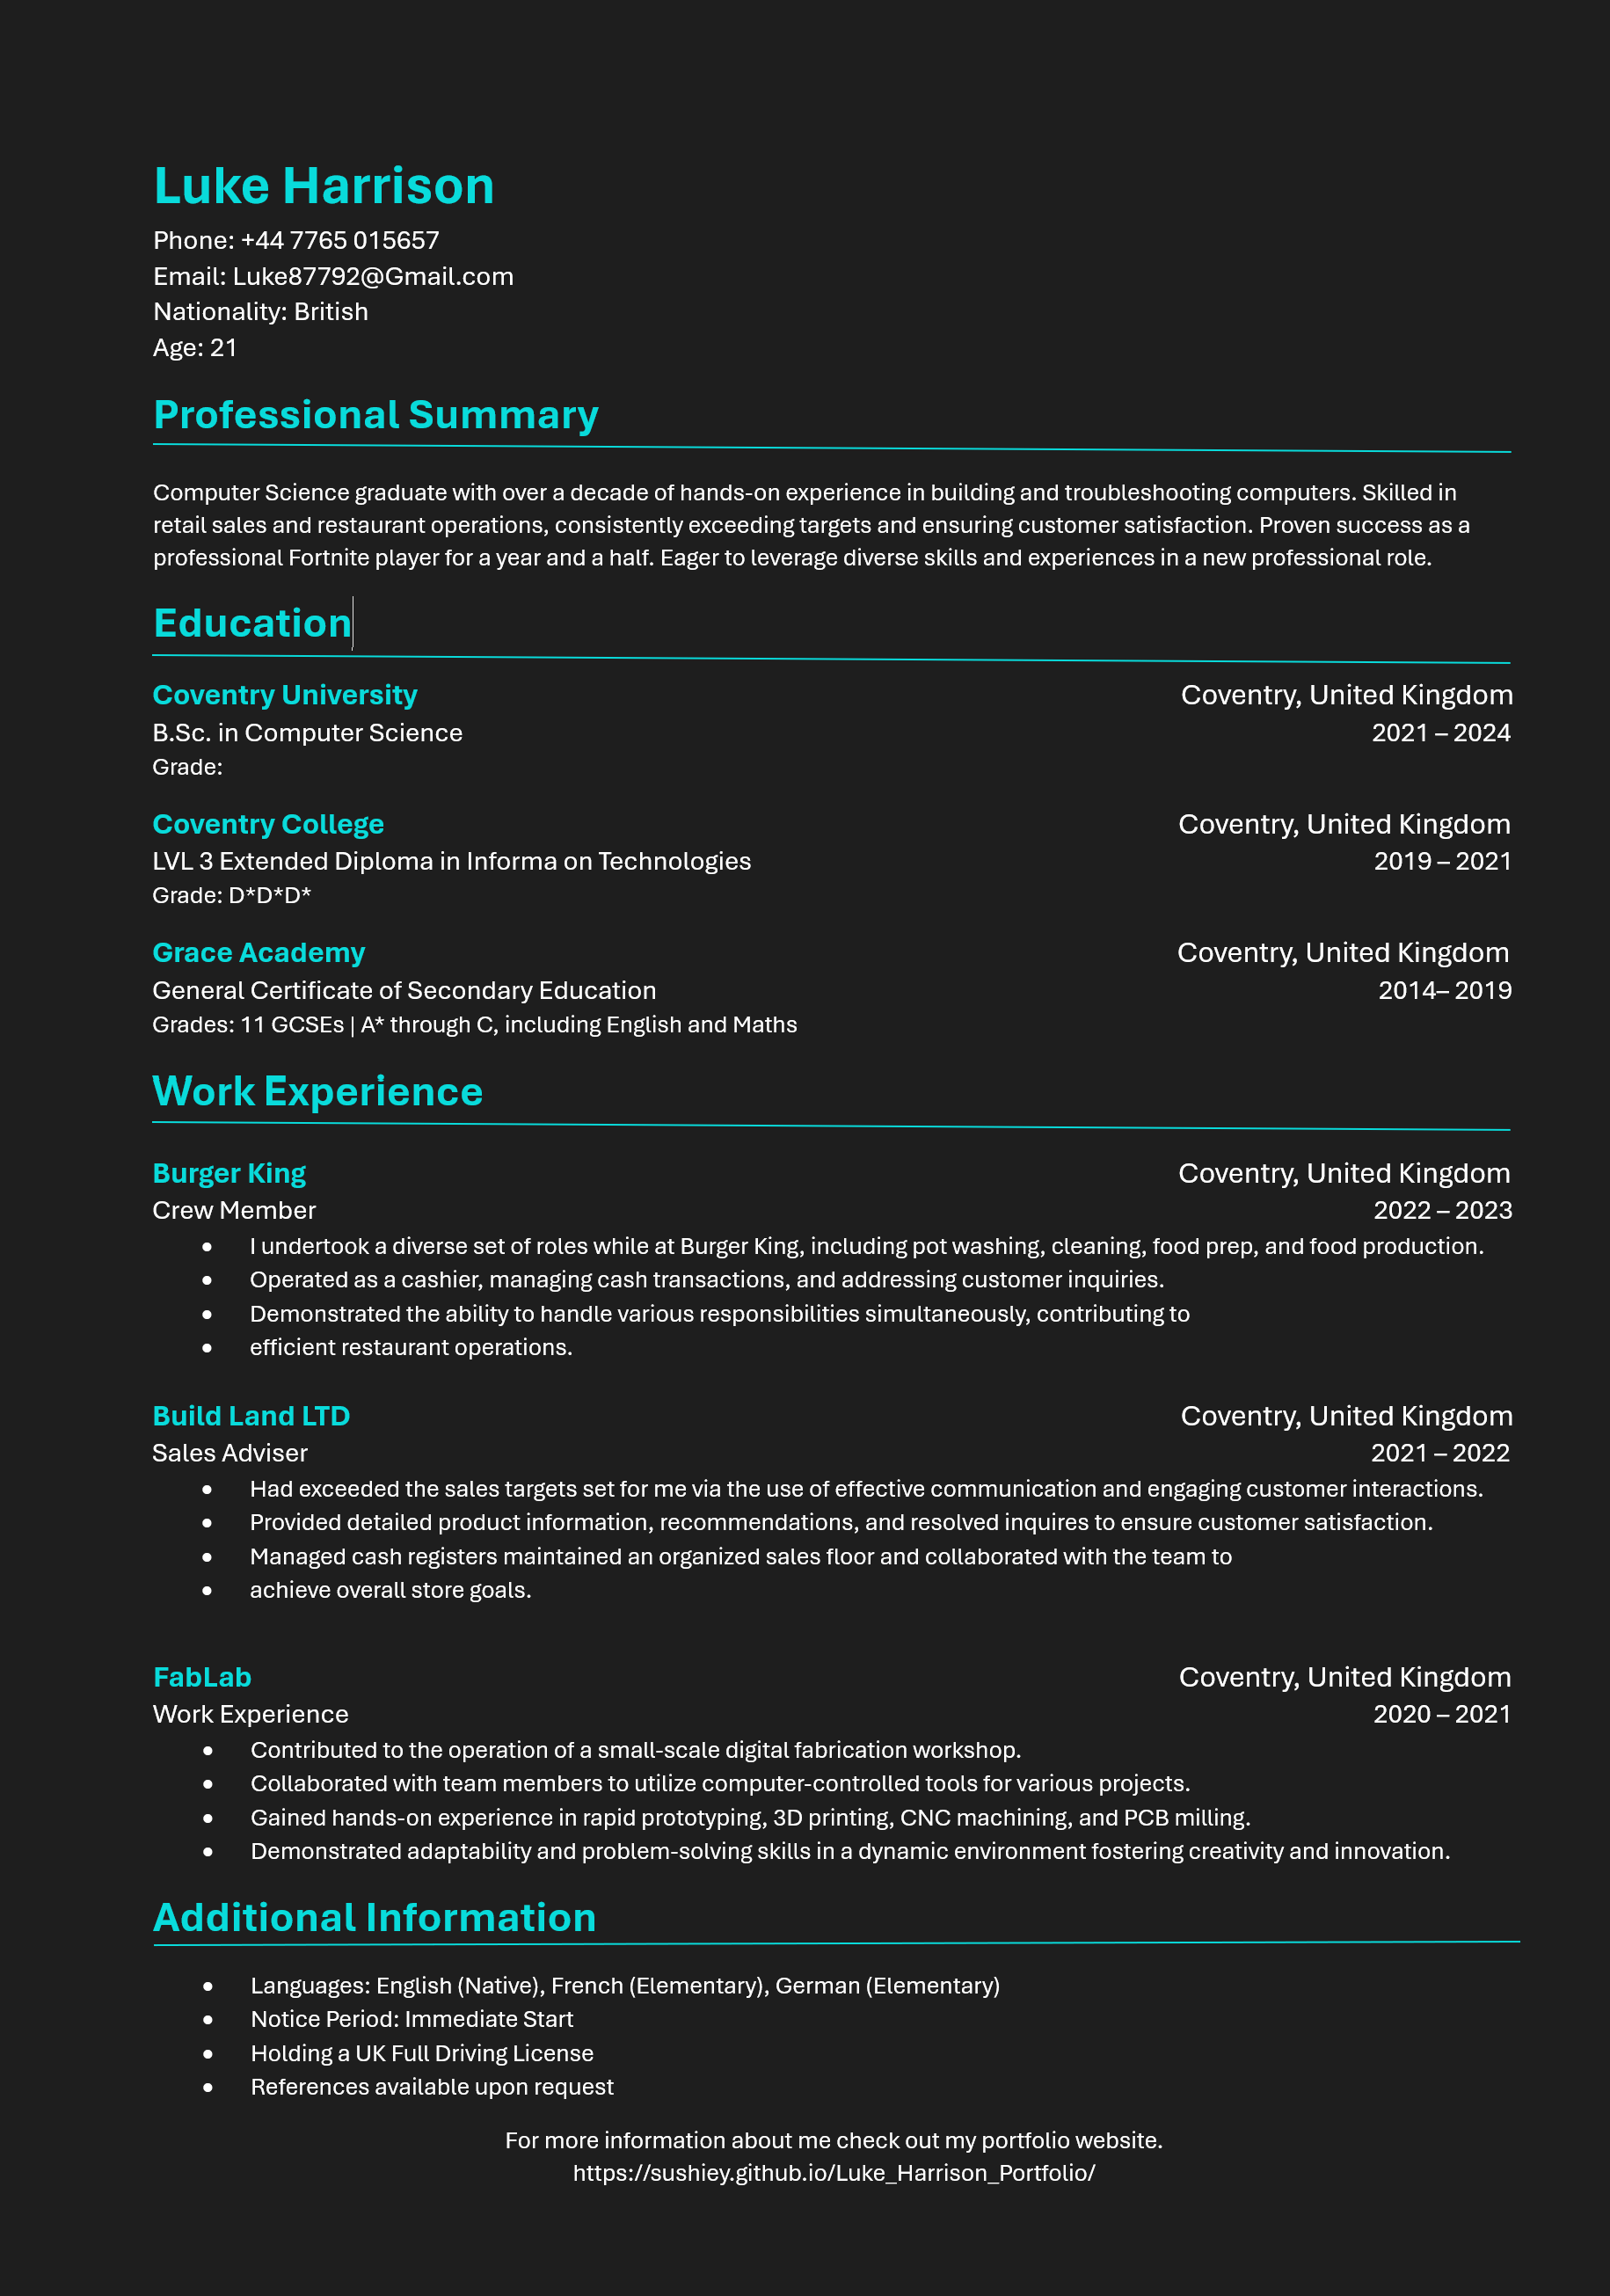 Luke Harrison
Phone: +44 7765 015657
Email: Luke87792@Gmail.com
Nationality: British
Age: 21
Professional Summary
Computer Science graduate with over a decade of hands-on experience in building and troubleshooting computers. Skilled in
retail sales and restaurant operations, consistently exceeding targets and ensuring customer satisfaction. Proven success as a
professional Fortnite player for a year and a half. Eager to leverage diverse skills and experiences in a new professional role.
Education
Coventry University Coventry, United Kingdom
B.Sc. in Computer Science 2021 – 2024
Grade:
Coventry College Coventry, United Kingdom
LVL 3 Extended Diploma in Informa on Technologies 2019 – 2021
Grade: D*D*D*
Grace Academy Coventry, United Kingdom
General Certificate of Secondary Education 2014– 2019
Grades: 11 GCSEs | A* through C, including English and Maths
Work Experience
Burger King Coventry, United Kingdom
Crew Member 2022 – 2023
• I undertook a diverse set of roles while at Burger King, including pot washing, cleaning, food prep, and food production.
• Operated as a cashier, managing cash transactions, and addressing customer inquiries.
• Demonstrated the ability to handle various responsibilities simultaneously, contributing to
• efficient restaurant operations.
Build Land LTD Coventry, United Kingdom
Sales Adviser 2021 – 2022
• Had exceeded the sales targets set for me via the use of effective communication and engaging customer interactions.
• Provided detailed product information, recommendations, and resolved inquires to ensure customer satisfaction.
• Managed cash registers maintained an organized sales floor and collaborated with the team to
• achieve overall store goals.
FabLab Coventry, United Kingdom
Work Experience 2020 – 2021
• Contributed to the operation of a small-scale digital fabrication workshop.
• Collaborated with team members to utilize computer-controlled tools for various projects.
• Gained hands-on experience in rapid prototyping, 3D printing, CNC machining, and PCB milling.
• Demonstrated adaptability and problem-solving skills in a dynamic environment fostering creativity and innovation.
Additional Information
• Languages: English (Native), French (Elementary), German (Elementary)
• Notice Period: Immediate Start
• Holding a UK Full Driving License
• References available upon request
For more information about me check out my portfolio website.
https://sushiey.github.io/Luke_Harrison_Portfolio/